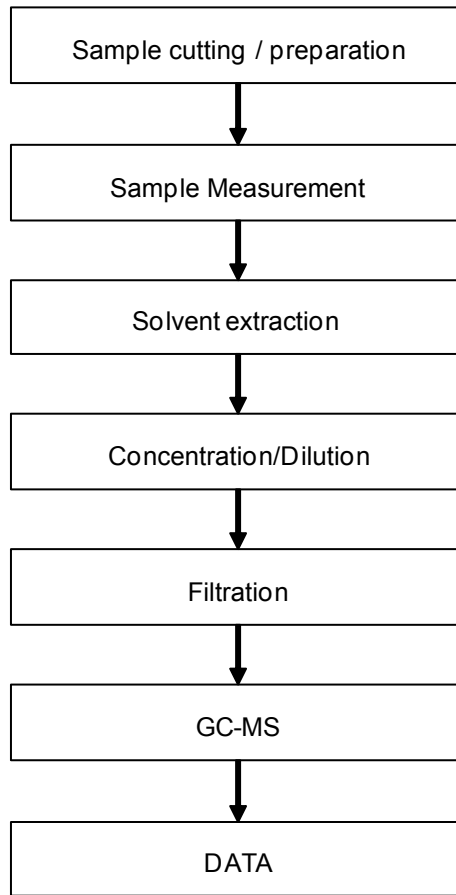 Sample cutting / preparation
Sample Measurement
Solvent extraction
Concentration/Dilution
Filtration
GC-MS
DATA